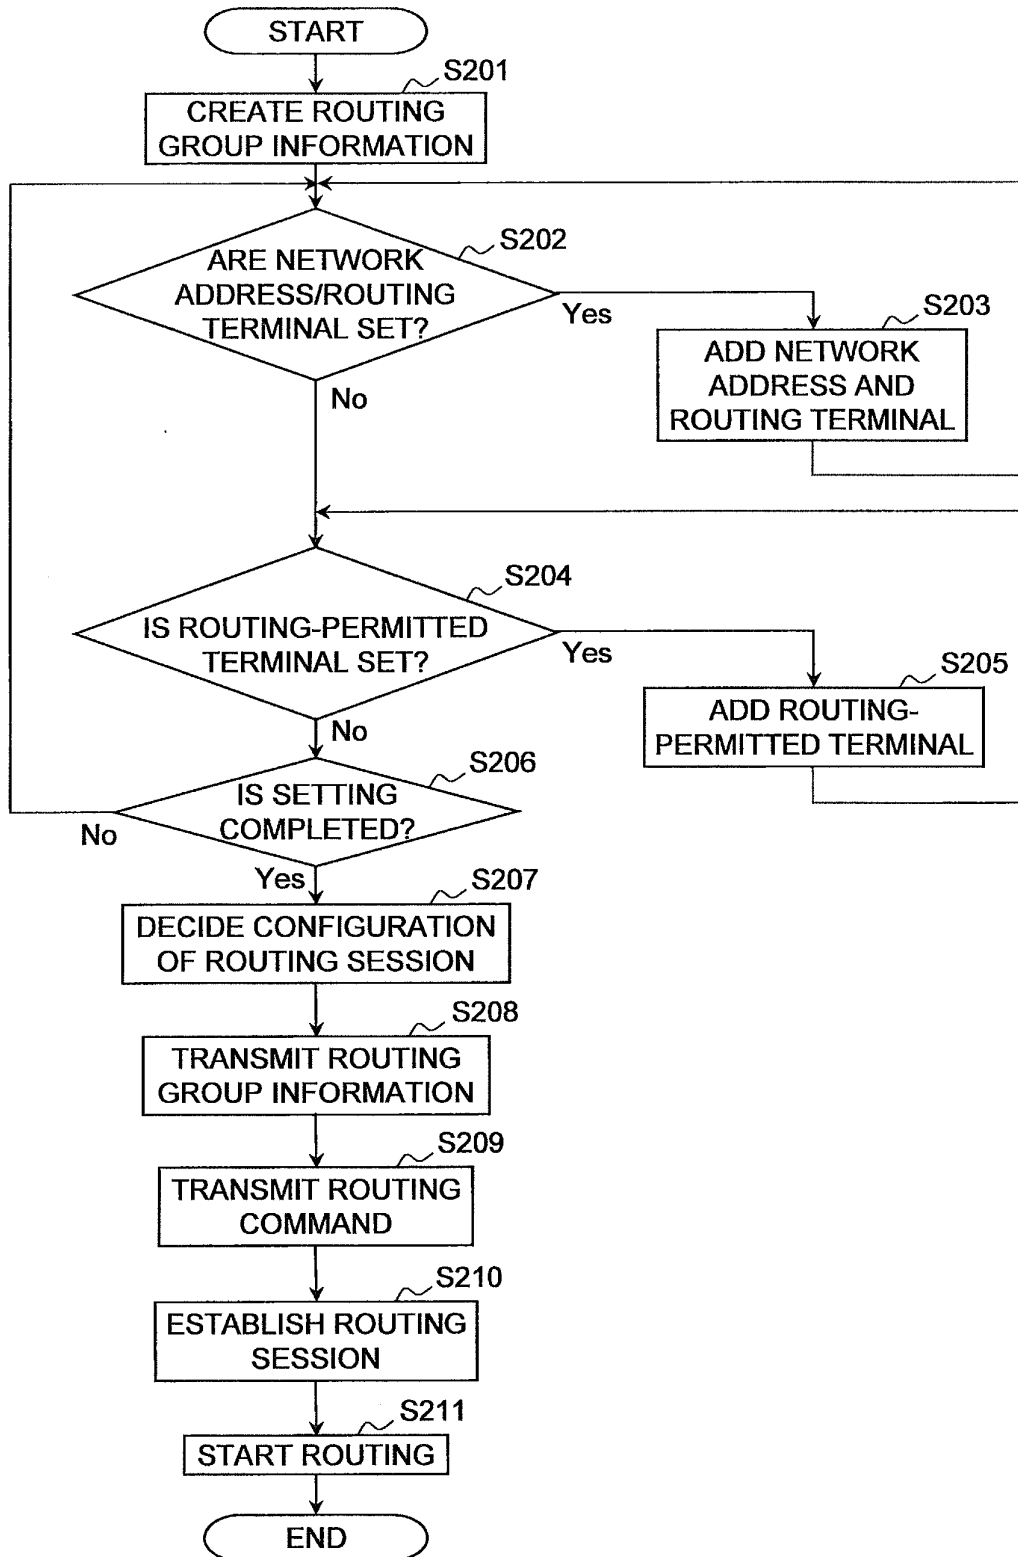 START
S201
CREATE ROUTING
GROUP INFORMATION
S202
ARE NETWORK
ADDRESS/ROUTING
TERMINAL SET?
Yes
No
S203
ADD NETWORK
ADDRESS AND
ROUTING TERMINAL
S204
IS ROUTING-PERMITTED
TERMINAL SET?
Yes
No
S205
ADD ROUTING-
PERMITTED TERMINAL
S206
IS SETTING
COMPLETED?
No
Yes
S207
DECIDE CONFIGURATION
OF ROUTING SESSION
S208
TRANSMIT ROUTING
GROUP INFORMATION
S209
TRANSMIT ROUTING
COMMAND
S210
ESTABLISH ROUTING
SESSION
S211
START ROUTING
END